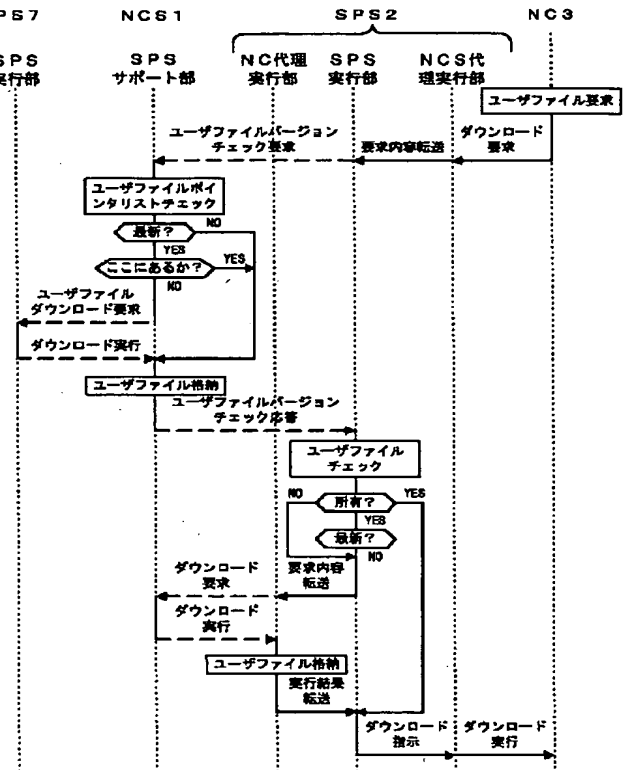 PS7 NCS1 SPS2 NC3
SPS
実行部
SPS
サポート部
NC代理
実行部
SPS
実行部
NCS代
理実行部
ユーザファイル要求
ユーザファイルバージョン
チェック要求
要求内容転送
ダウンロード
要求
ユーザファイルポイ
ンタリストチェック
最新?
NO
YES
ここにあるか?
YES
NO
ユーザファイル
ダウンロード要求
ダウンロード実行
ユーザファイル格納
ユーザファイルバージョン
チェック応答
ユーザファイル
チェック
NO
所有?
YES
YES
最新?
NO
ダウンロード
要求
要求内容
転送
ダウンロード
実行
ユーザファイル格納
実行結果
転送
ダウンロード
指示
ダウンロード
実行